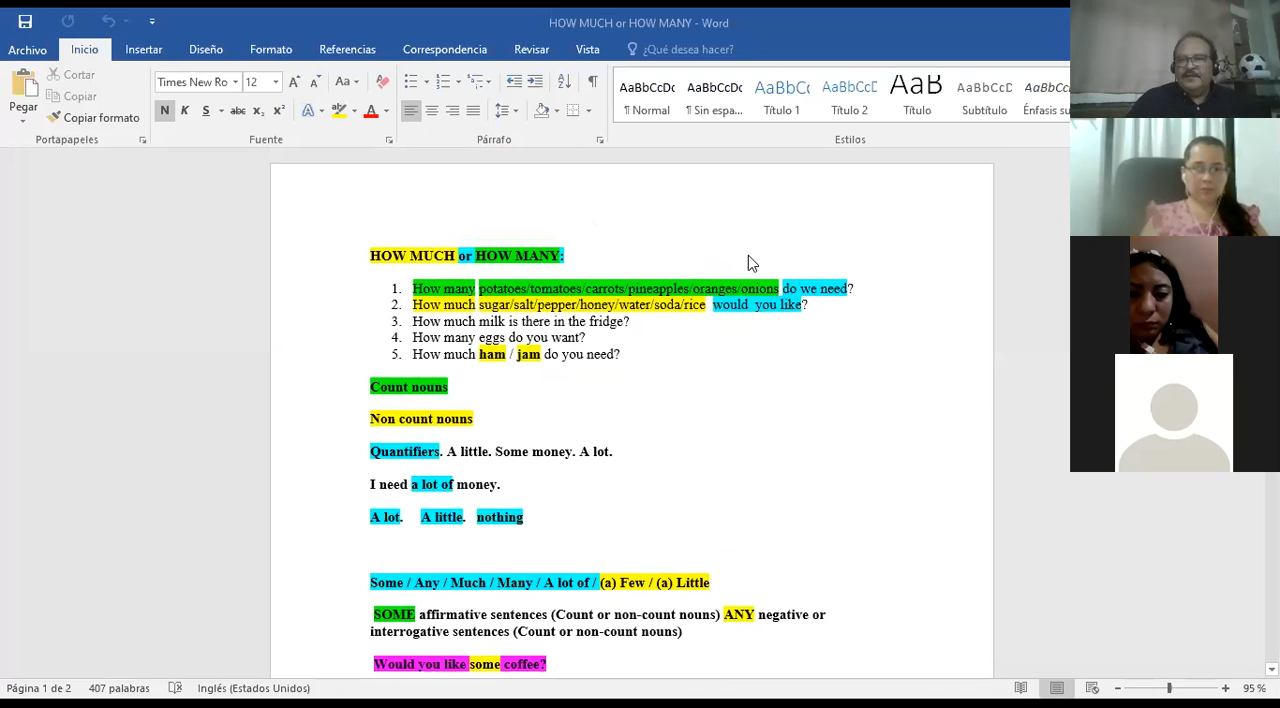 HOW MUCH or HOW MANY - Word
Archivo Inicio Insertar Diseño Formato Referencias Correspondencia Revisar Vista ¿Qué desea hacer?
Pegar
Cortar
Copiar
Copiar formato
Portapapeles
Times New Ro 12
N K S abc x₂ x²
Fuente
Párrafo
AaBbCcDc AaBbCcDc AaBbCc AaBbCc AaB AaBbCcD AaBbCcDc
¶ Normal ¶ Sin espa... Título 1 Título 2 Título Subtítulo Énfasis su
Estilos
HOW MUCH or HOW MANY:
1. How many potatoes/tomatoes/carrots/pineapples/oranges/onions do we need?
2. How much sugar/salt/pepper/honey/water/soda/rice would you like?
3. How much milk is there in the fridge?
4. How many eggs do you want?
5. How much ham / jam do you need?
Count nouns
Non count nouns
Quantifiers. A little. Some money. A lot.
I need a lot of money.
A lot. A little. nothing
Some / Any / Much / Many / A lot of / (a) Few / (a) Little
SOME affirmative sentences (Count or non-count nouns) ANY negative or
interrogative sentences (Count or non-count nouns)
Would you like some coffee?
Página 1 de 2 407 palabras Inglés (Estados Unidos) 95 %